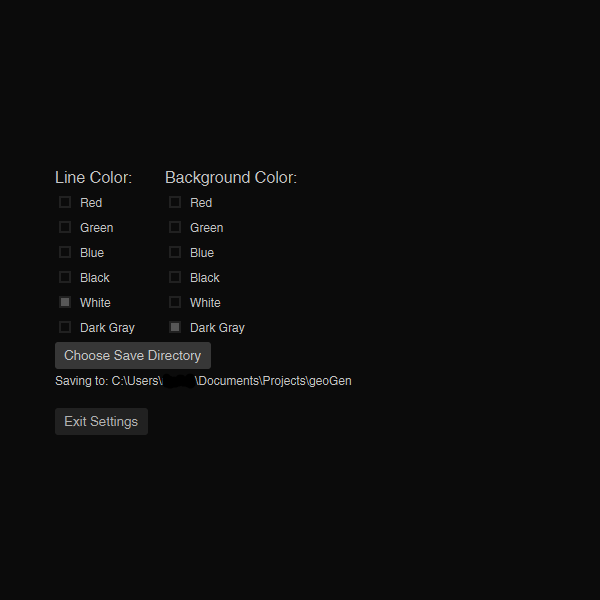 Line Color:
Red
Green
Blue
Black
White
Dark Gray
Background Color:
Red
Green
Blue
Black
White
Dark Gray
Choose Save Directory
Saving to: C:\Users\ \Documents\Projects\geoGen
Exit Settings